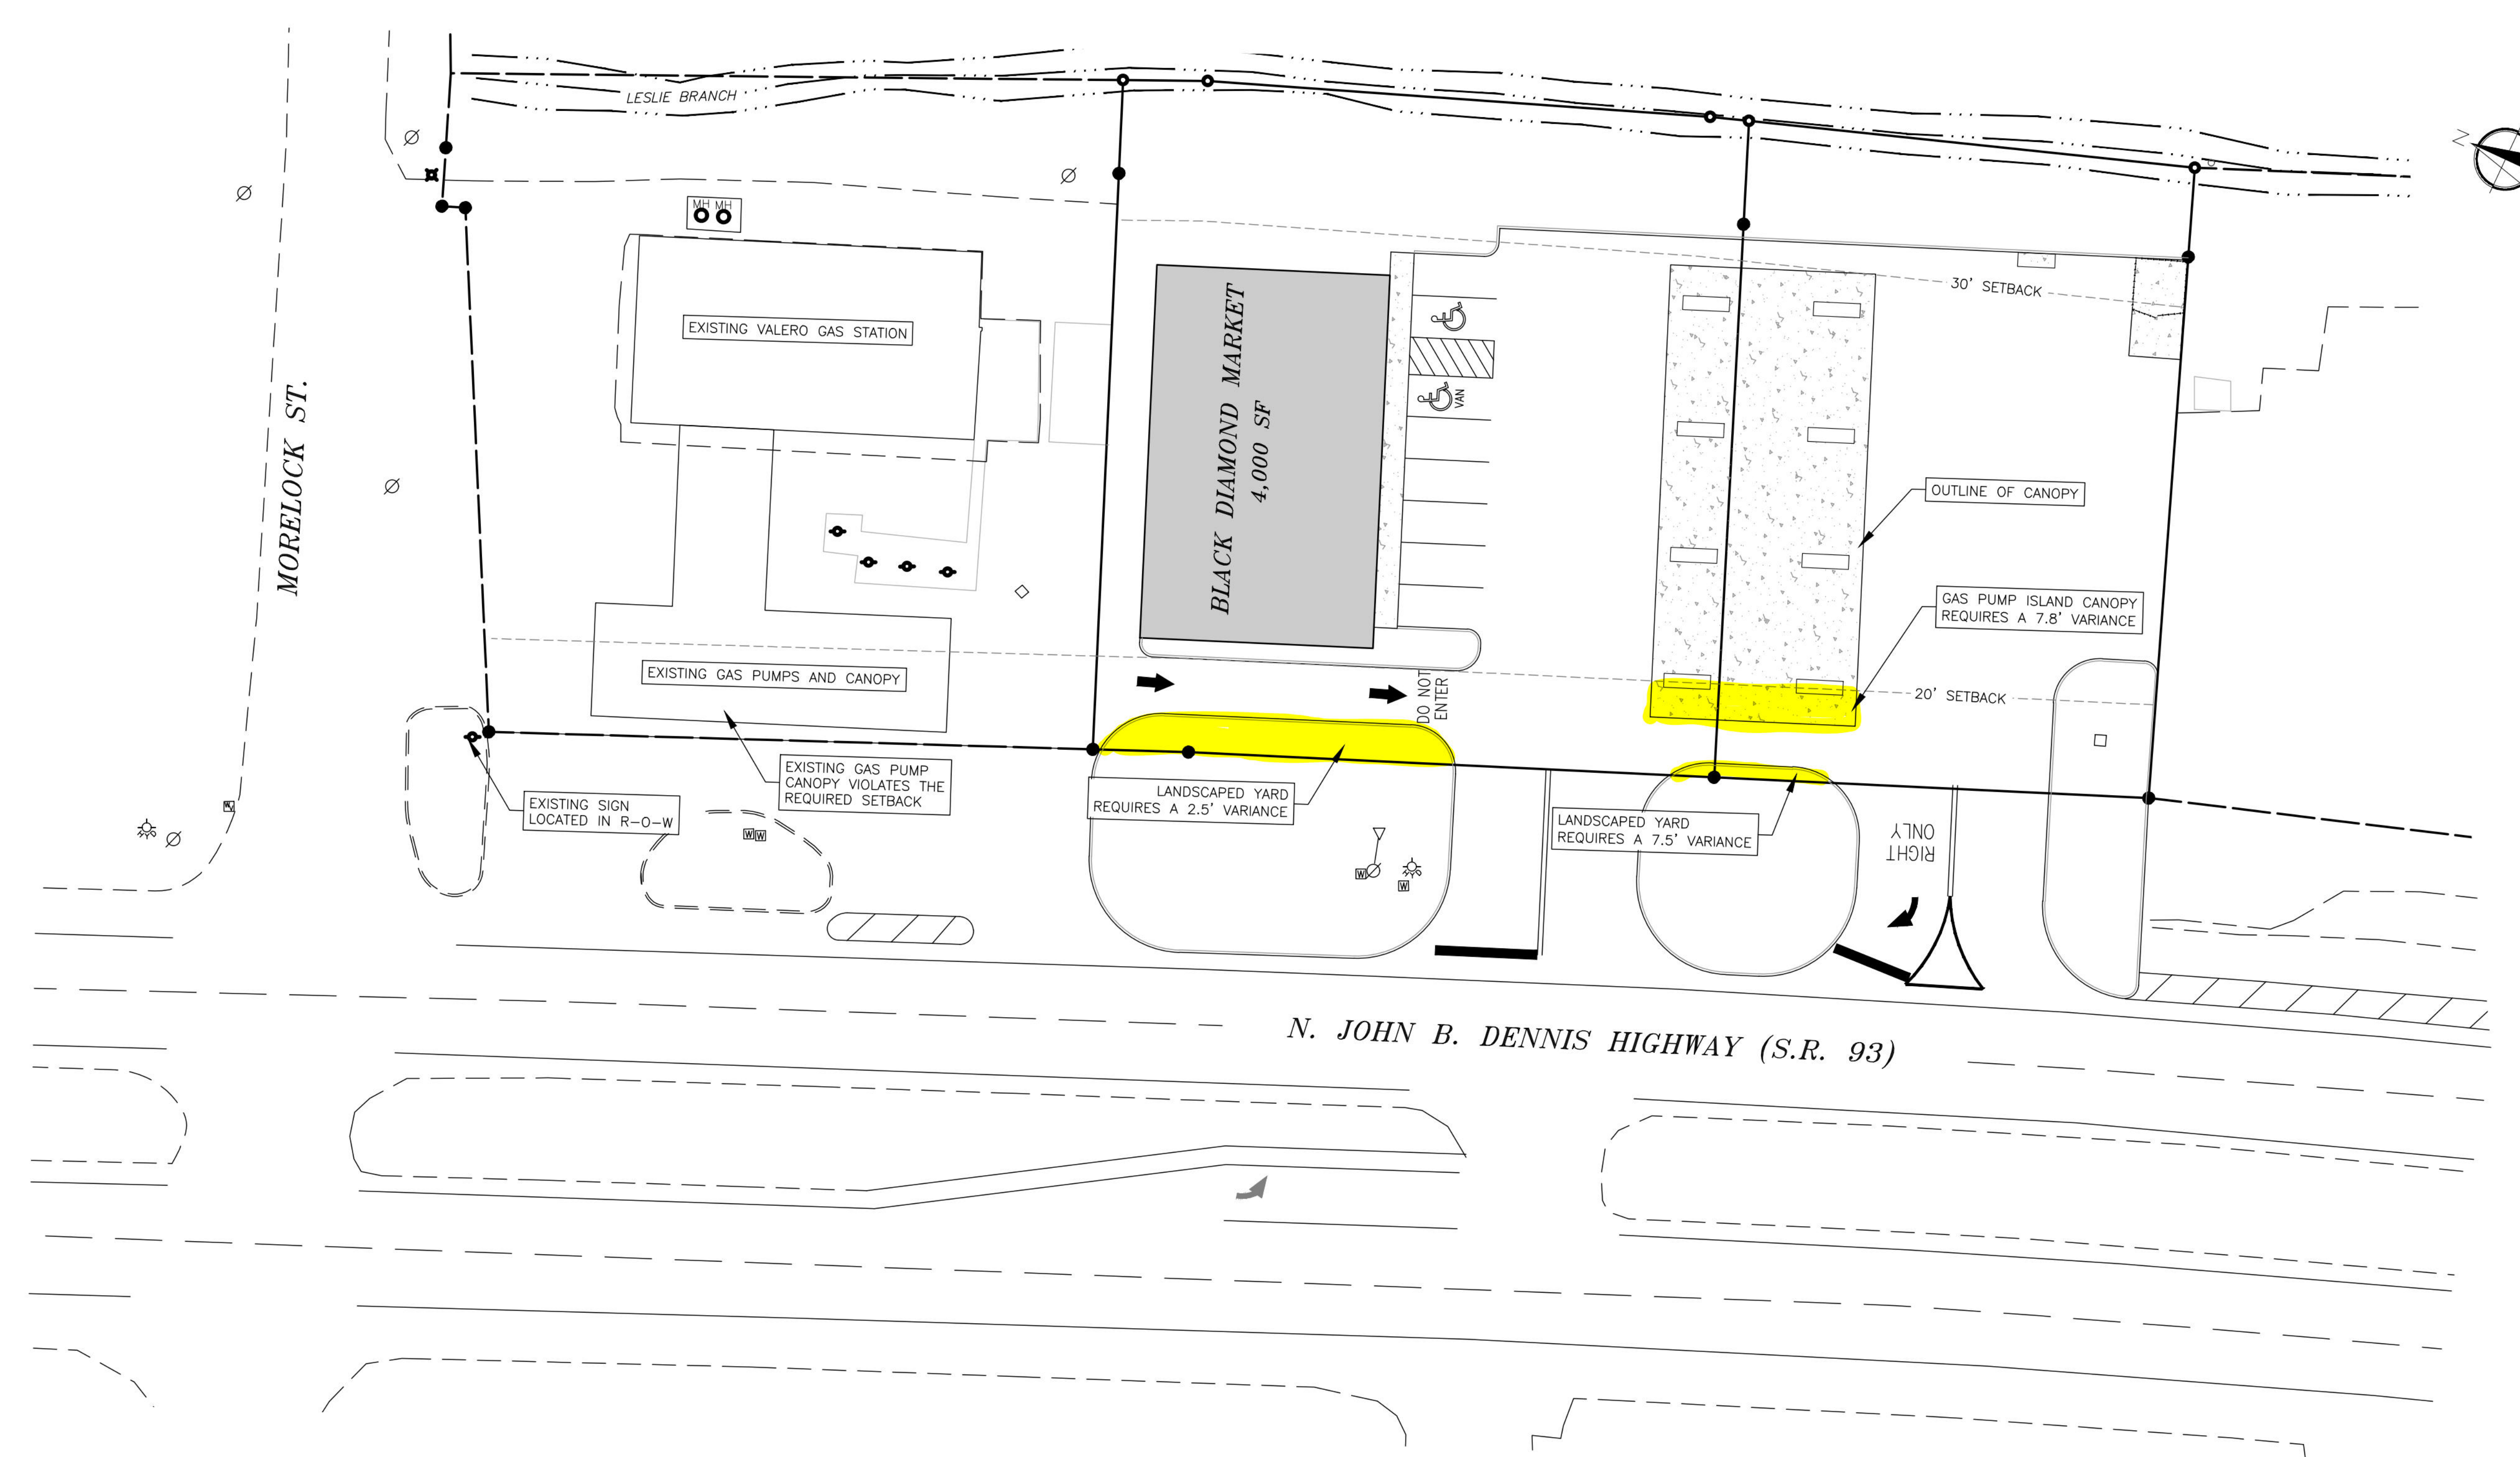 LESLIE BRANCH
N
MH MH
EXISTING VALERO GAS STATION
MORELOCK ST.
BLACK DIAMOND MARKET
4,000 SF
VAN
30' SETBACK
OUTLINE OF CANOPY
GAS PUMP ISLAND CANOPY
REQUIRES A 7.8' VARIANCE
EXISTING GAS PUMPS AND CANOPY
DO NOT
ENTER
20' SETBACK
EXISTING GAS PUMP
CANOPY VIOLATES THE
REQUIRED SETBACK
EXISTING SIGN
LOCATED IN R-O-W
LANDSCAPED YARD
REQUIRES A 2.5' VARIANCE
LANDSCAPED YARD
REQUIRES A 7.5' VARIANCE
RIGHT
ONLY
W
W W
W
W
N. JOHN B. DENNIS HIGHWAY (S.R. 93)